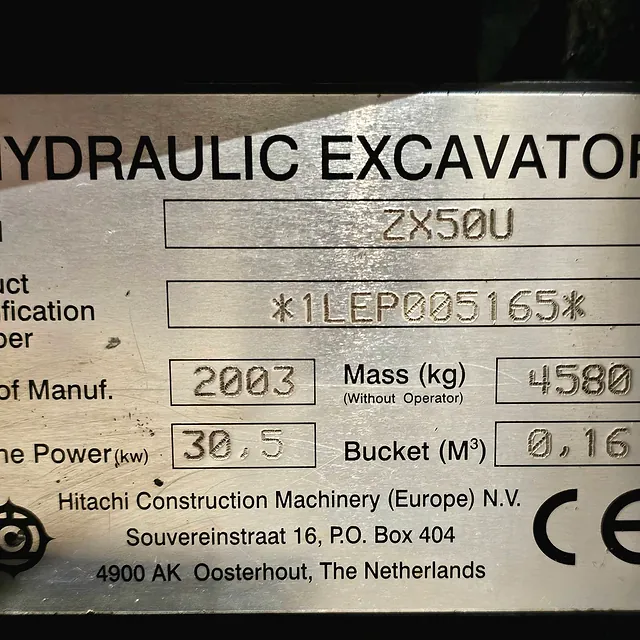 HYDRAULIC EXCAVATOR
ZX50U
uct
ification
ber
*1LEP005165*
of Manuf. 2003 Mass (kg) 4580
(Without Operator)
ne Power(kw) 30,5 Bucket (M³) 0,16
Hitachi Construction Machinery (Europe) N.V.
Souvereinstraat 16, P.O. Box 404
4900 AK Oosterhout, The Netherlands
CE